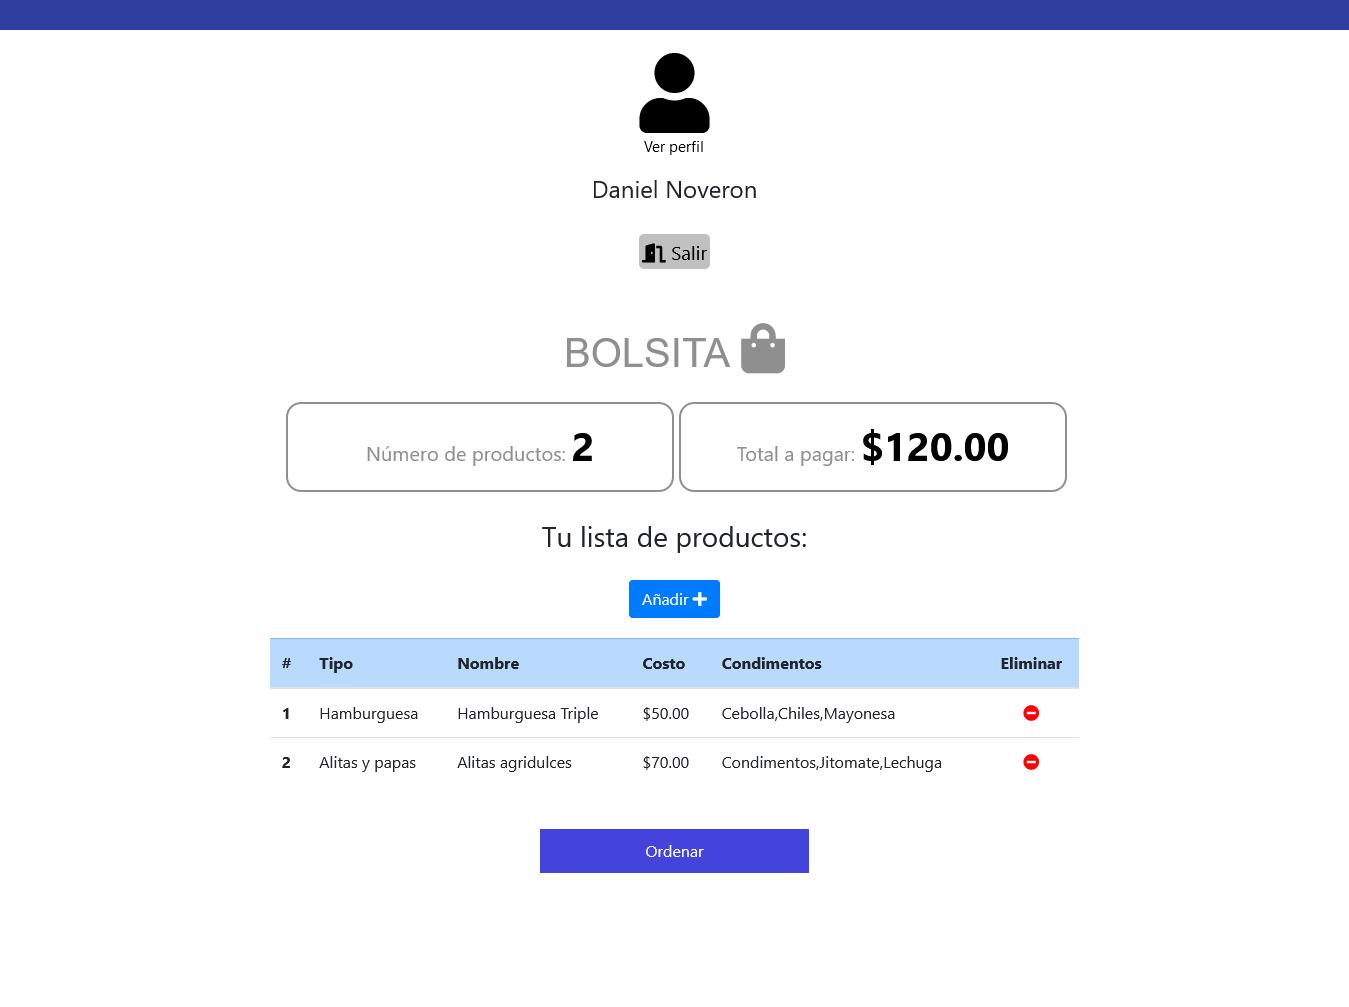 Ver perfil
Daniel Noveron
Salir
BOLSITA
Número de productos: 2 Total a pagar: $120.00
Tu lista de productos:
Añadir
# Tipo Nombre Costo Condimentos Eliminar
1 Hamburguesa Hamburguesa Triple $50.00 Cebolla,Chiles,Mayonesa
2 Alitas y papas Alitas agridulces $70.00 Condimentos,Jitomate,Lechuga
Ordenar